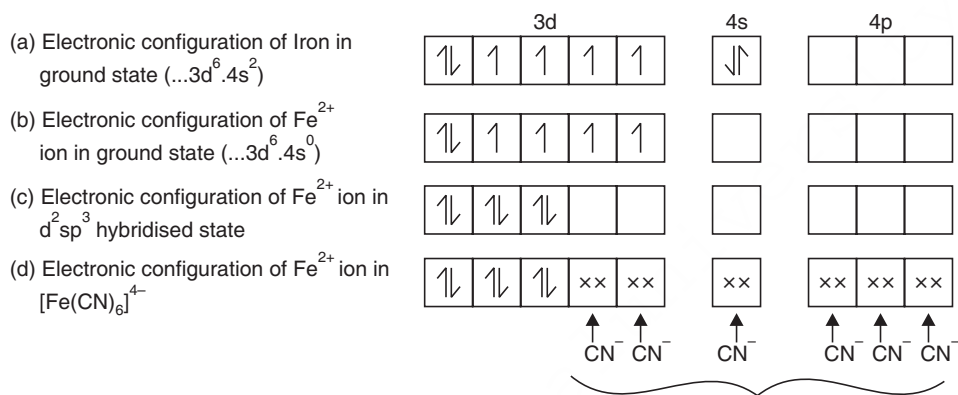 3d 4s 4p
(a) Electronic configuration of Iron in
ground state (...3d⁶.4s²)
(b) Electronic configuration of Fe²⁺
ion in ground state (...3d⁶.4s⁰)
(c) Electronic configuration of Fe²⁺ ion in
d²sp³ hybridised state
(d) Electronic configuration of Fe²⁺ ion in
[Fe(CN)₆]⁴⁻
×× ×× ×× ×× ×× ××
CN⁻ CN⁻ CN⁻ CN⁻ CN⁻ CN⁻